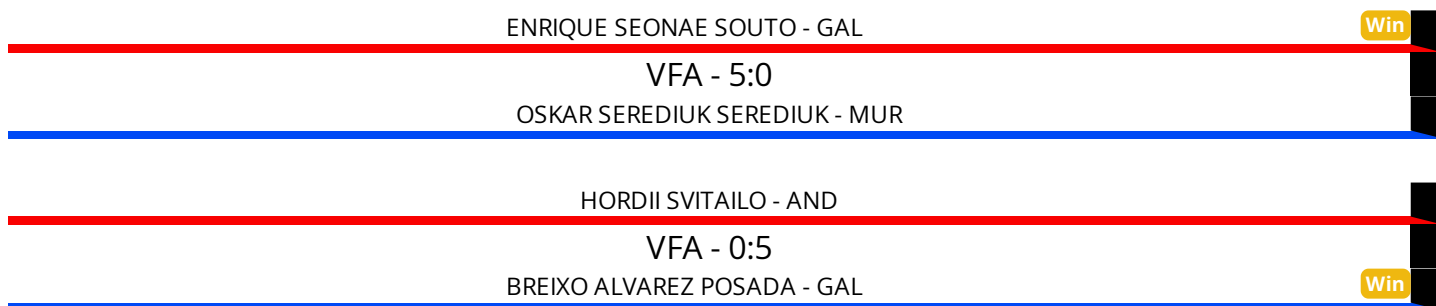 ENRIQUE SEONAE SOUTO - GAL Win
VFA - 5:0
OSKAR SEREDIUK SEREDIUK - MUR
HORDII SVITAILO - AND
VFA - 0:5
BREIXO ALVAREZ POSADA - GAL Win